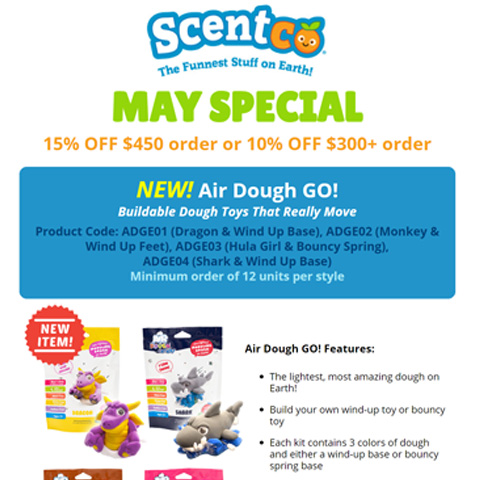 ScentCo
The Funnest Stuff on Earth!
MAY SPECIAL
15% OFF $450 order or 10% OFF $300+ order
NEW! Air Dough GO!
Buildable Dough Toys That Really Move
Product Code: ADGE01 (Dragon & Wind Up Base), ADGE02 (Monkey &
Wind Up Feet), ADGE03 (Hula Girl & Bouncy Spring),
ADGE04 (Shark & Wind Up Base)
Minimum order of 12 units per style
NEW
ITEM!
Air Dough GO! Features:
• The lightest, most amazing dough on
Earth!
• Build your own wind-up toy or bouncy
toy
• Each kit contains 3 colors of dough
and either a wind-up base or bouncy
spring base